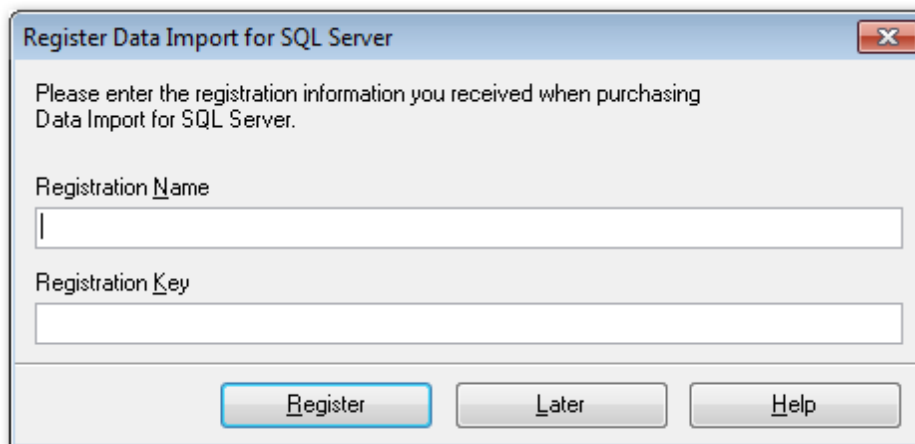 Register Data Import for SQL Server
Please enter the registration information you received when purchasing
Data Import for SQL Server.
Registration Name
Registration Key
Register
Later
Help